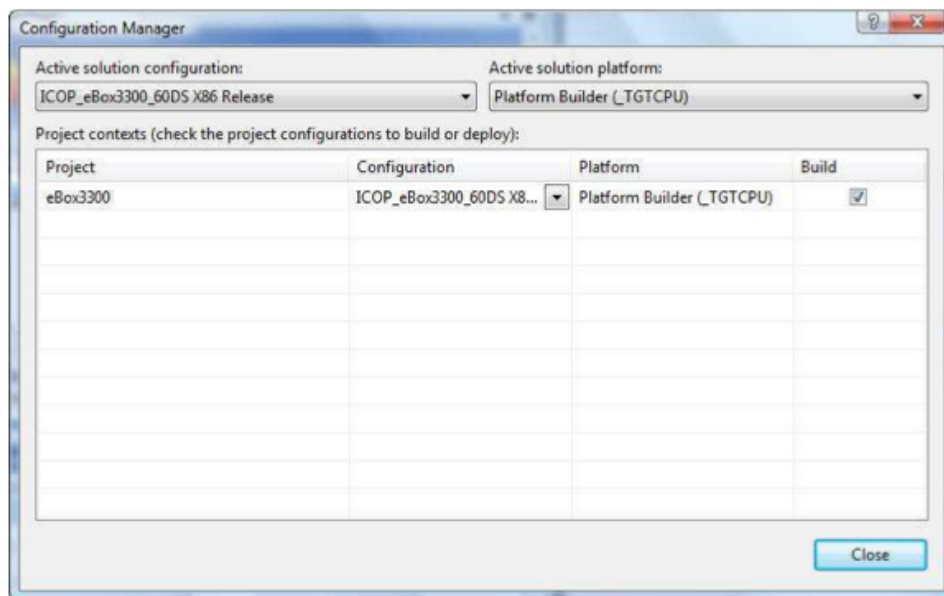 Configuration Manager
Active solution configuration: Active solution platform:
ICOP_eBox3300_60DS X86 Release Platform Builder (_TGTCPU)
Project contexts (check the project configurations to build or deploy):
Project Configuration Platform Build
eBox3300 ICOP_eBox3300_60DS X8... Platform Builder (_TGTCPU)
Close